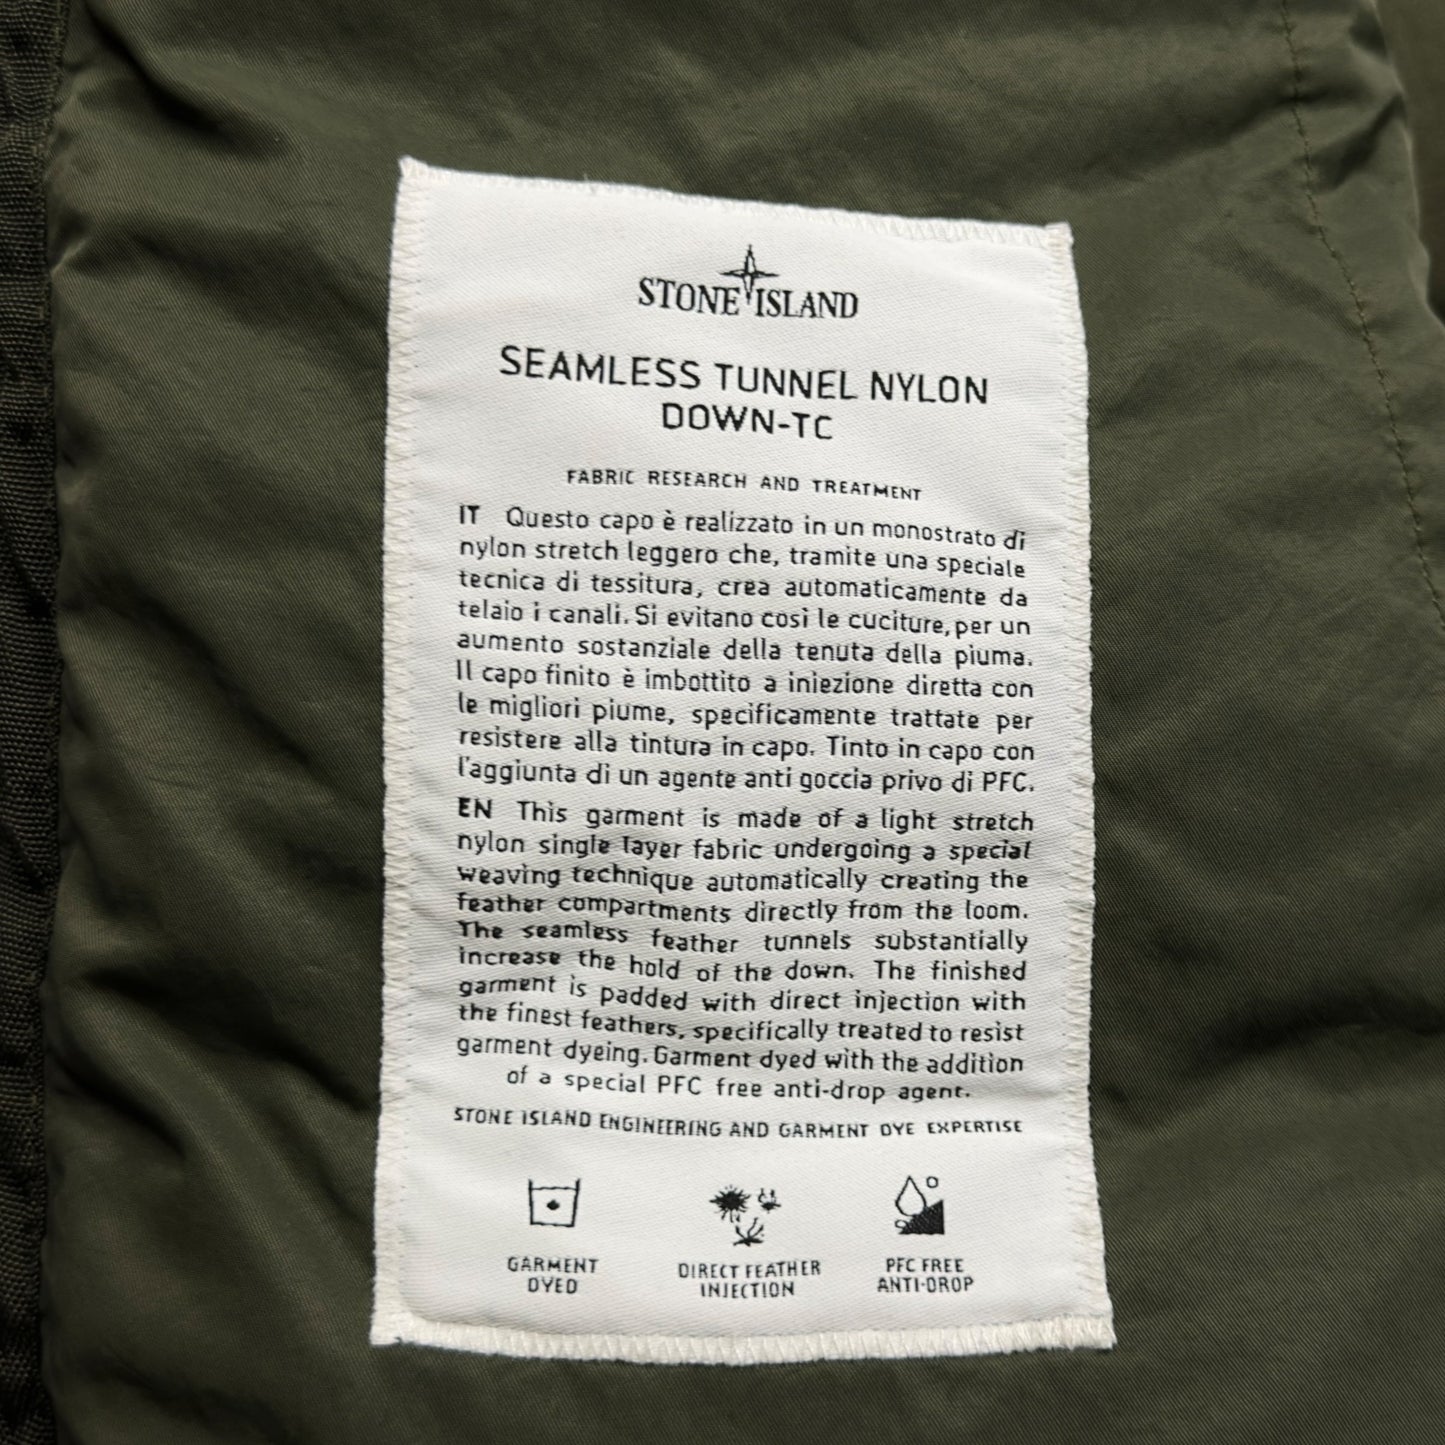 STONE ISLAND
SEAMLESS TUNNEL NYLON
DOWN-TC
FABRIC RESEARCH AND TREATMENT
IT Questo capo è realizzato in un monostrato di
nylon stretch leggero che, tramite una speciale
tecnica di tessitura, crea automaticamente da
telaio i canali. Si evitano così le cuciture, per un
aumento sostanziale della tenuta della piuma.
Il capo finito è imbottito a iniezione diretta con
le migliori piume, specificamente trattate per
resistere alla tintura in capo. Tinto in capo con
l'aggiunta di un agente anti goccia privo di PFC.
EN This garment is made of a light stretch
nylon single layer fabric undergoing a special
weaving technique automatically creating the
feather compartments directly from the loom.
The seamless feather tunnels substantially
increase the hold of the down. The finished
garment is padded with direct injection with
the finest feathers, specifically treated to resist
garment dyeing. Garment dyed with the addition
of a special PFC free anti-drop agent.
STONE ISLAND ENGINEERING AND GARMENT DYE EXPERTISE
GARMENT
DYED
DIRECT FEATHER
INJECTION
PFC FREE
ANTI-DROP